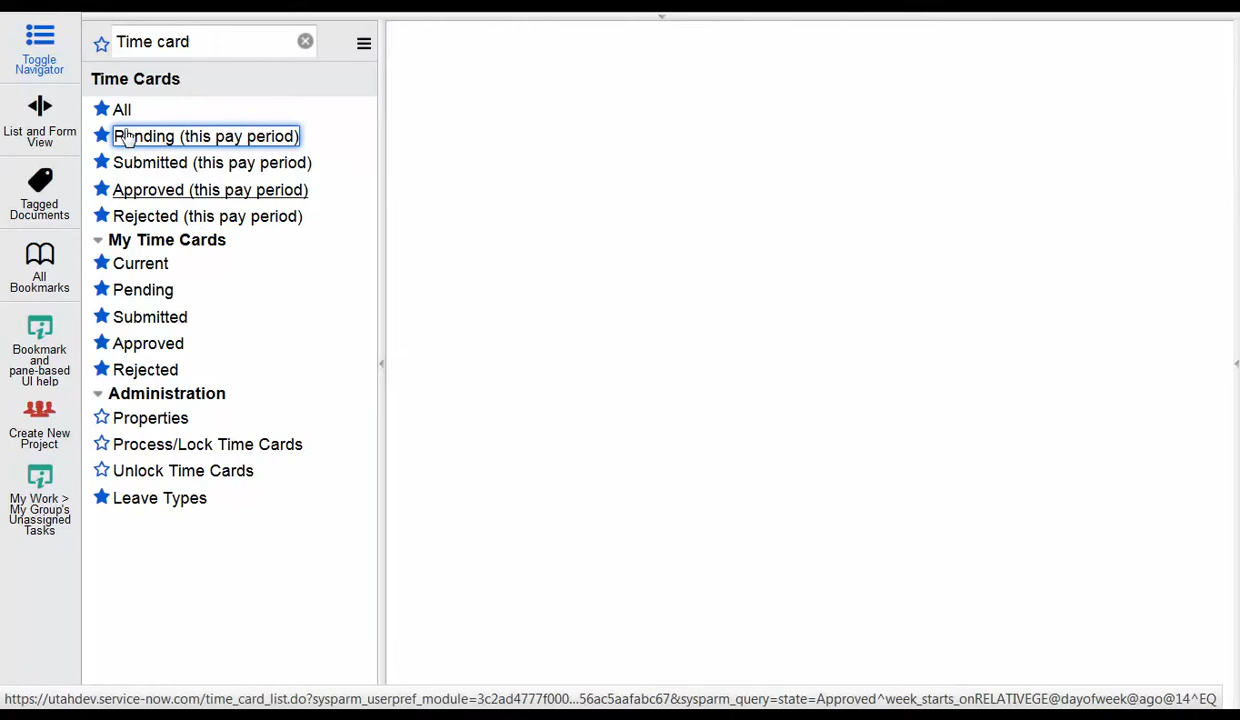 Toggle
Navigator
List and Form
View
Tagged
Documents
All
Bookmarks
Bookmark
and
pane-based
UI help
Create New
Project
My Work >
My Group's
Unassigned
Tasks
Time card
Time Cards
All
Pending (this pay period)
Submitted (this pay period)
Approved (this pay period)
Rejected (this pay period)
My Time Cards
Current
Pending
Submitted
Approved
Rejected
Administration
Properties
Process/Lock Time Cards
Unlock Time Cards
Leave Types
https://utahdev.service-now.com/time_card_list.do?sysparm_userpref_module=3c2ad4777f000...56ac5aafabc67&sysparm_query=state=Approved^week_starts_onRELATIVEGE@dayofweek@ago@14^EQ